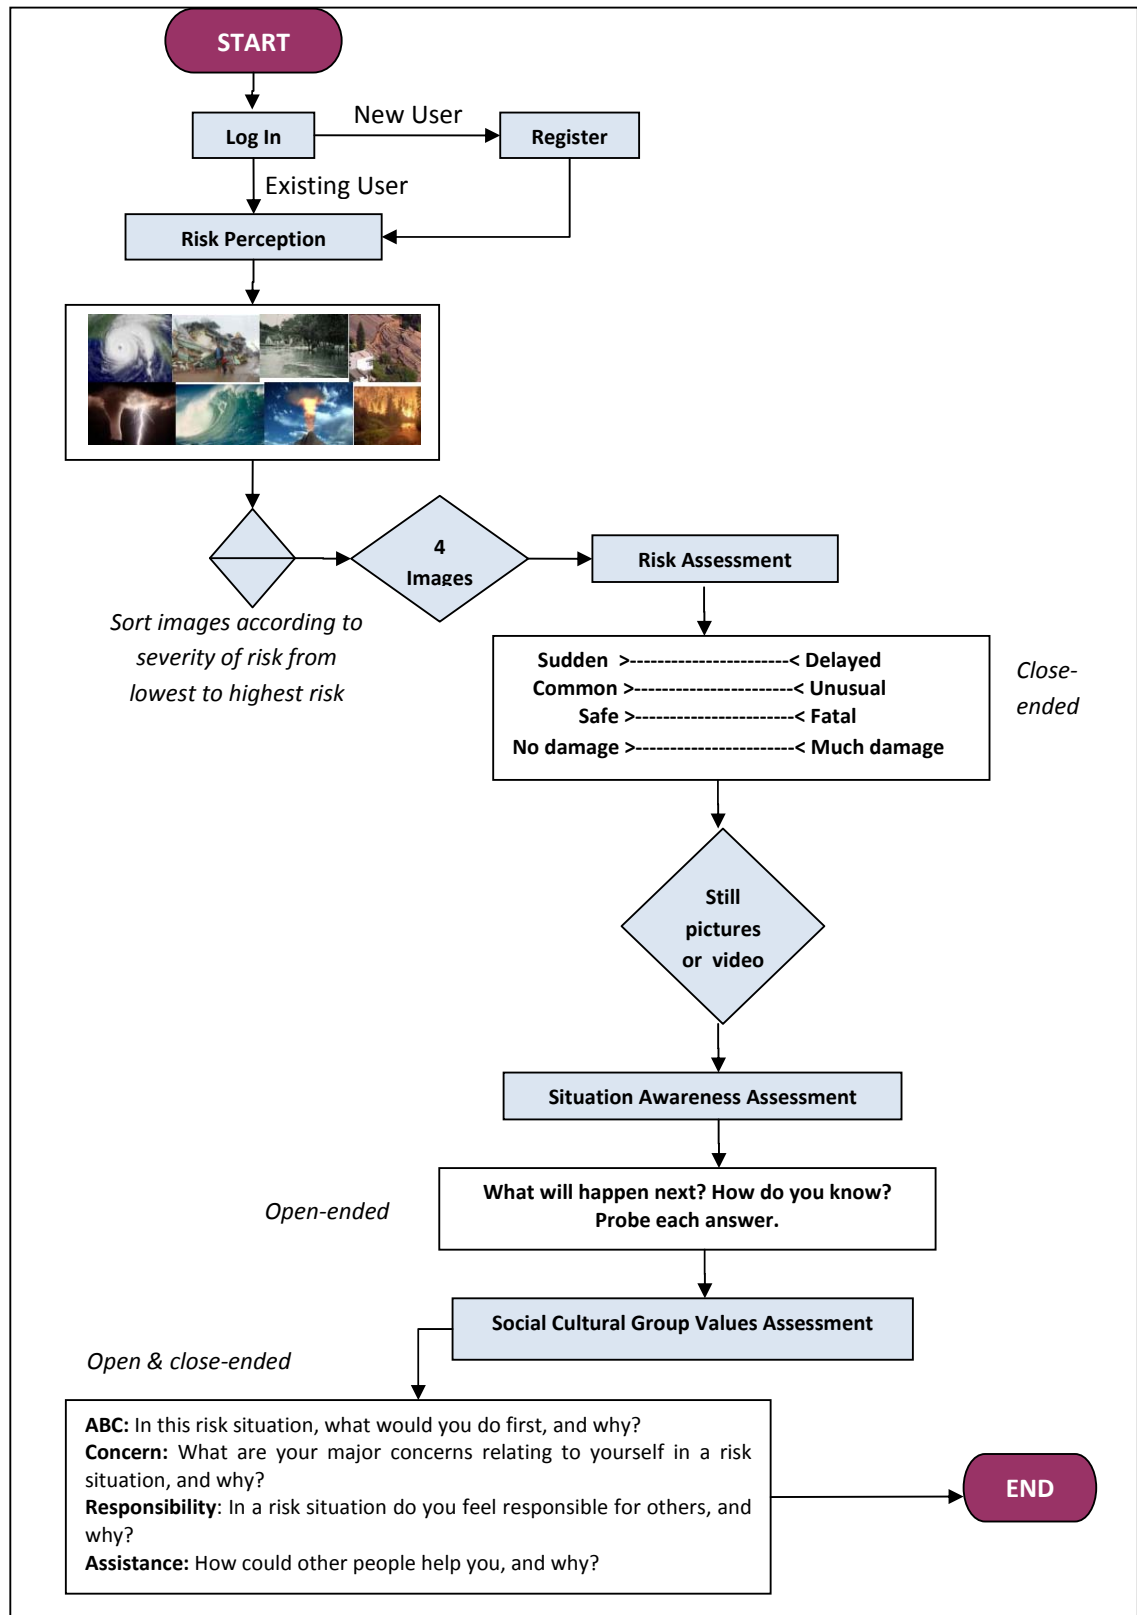 START
Log In
New User
Register
Existing User
Risk Perception
4
Images
Risk Assessment
Sort images according to
severity of risk from
lowest to highest risk
Sudden >-----------------------< Delayed
Common >-----------------------< Unusual
Safe >-----------------------< Fatal
No damage >-----------------------< Much damage
Close-
ended
Still
pictures
or video
Situation Awareness Assessment
Open-ended
What will happen next? How do you know?
Probe each answer.
Social Cultural Group Values Assessment
Open & close-ended
ABC: In this risk situation, what would you do first, and why?
Concern: What are your major concerns relating to yourself in a risk
situation, and why?
Responsibility: In a risk situation do you feel responsible for others, and
why?
Assistance: How could other people help you, and why?
END